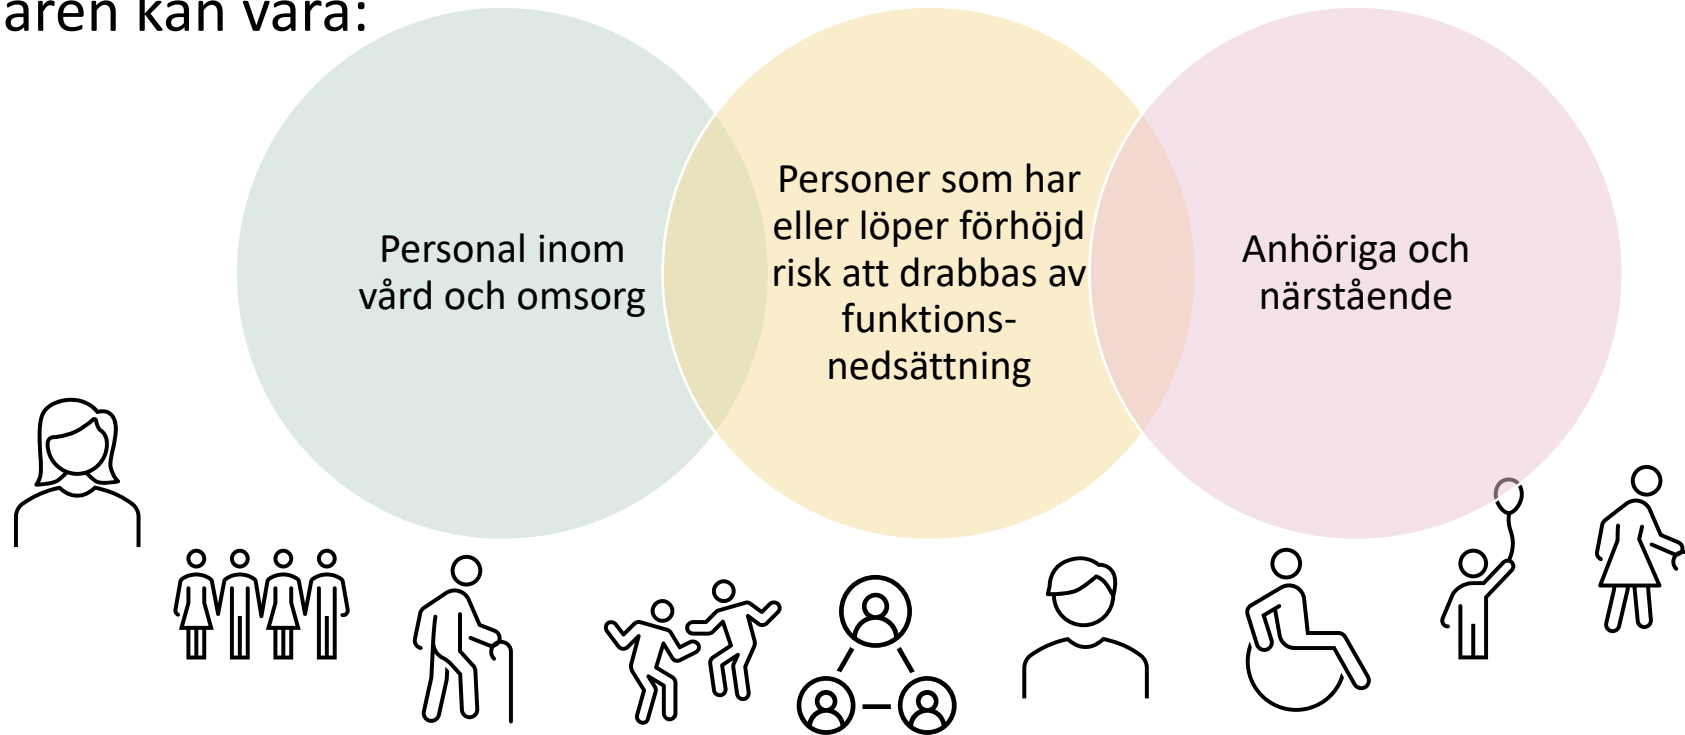 aren kan vara:
Personal inom
vård och omsorg
Personer som har
eller löper förhöjd
risk att drabbas av
funktions-
nedsättning
Anhöriga och
närstående